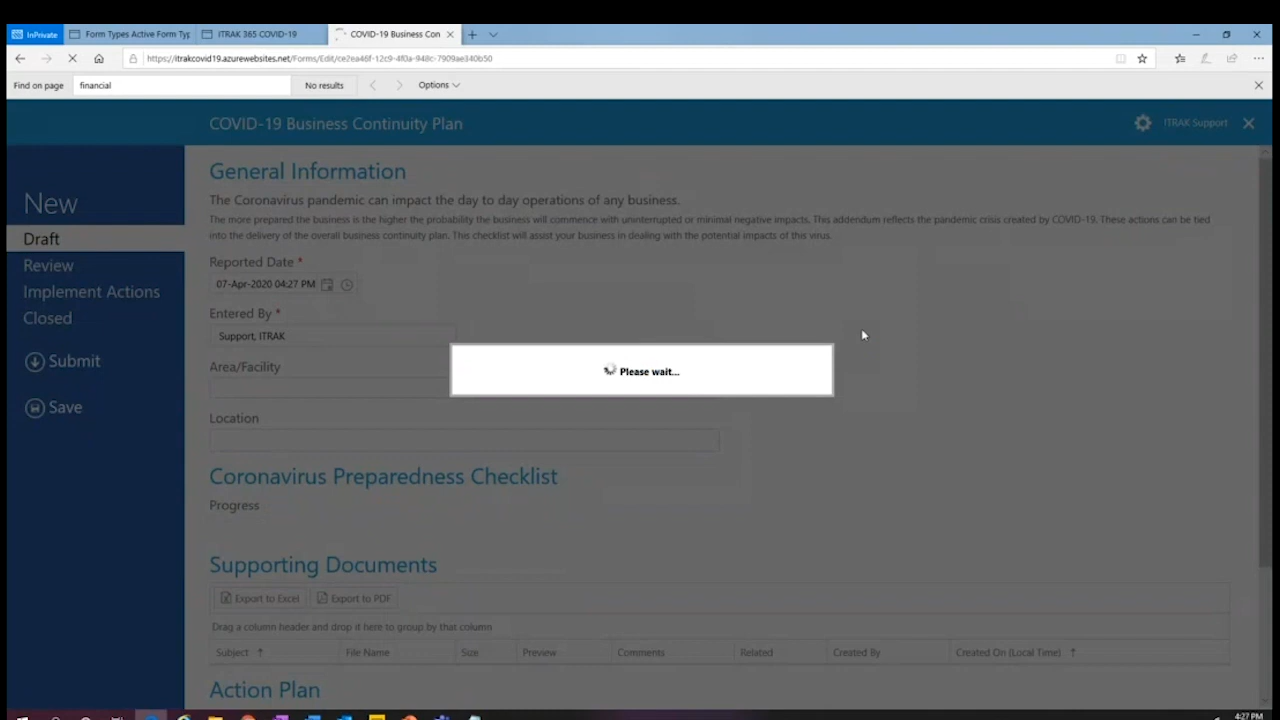 InPrivate
Form Types Active Form Typ
ITRAK 365 COVID-19
COVID-19 Business Con
https://itrakcovid19.azurewebsites.net/Forms/Edit/ce2ea46f-12c9-4f0a-948c-7909ae340b50
Find on page
financial
No results
Options
COVID-19 Business Continuity Plan
ITRAK Support
General Information
New
The Coronavirus pandemic can impact the day to day operations of any business.
The more prepared the business is the higher the probability the business will commence with uninterrupted or minimal negative impacts. This addendum reflects the pandemic crisis created by COVID-19. These actions can be tied
into the delivery of the overall business continuity plan. This checklist will assist your business in dealing with the potential impacts of this virus.
Draft
Review
Implement Actions
Closed
Submit
Save
Reported Date *
07-Apr-2020 04:27 PM
Entered By *
Support, ITRAK
Area/Facility
Please wait...
Location
Coronavirus Preparedness Checklist
Progress
Supporting Documents
Export to Excel
Export to PDF
Drag a column header and drop it here to group by that column
Subject
File Name
Size
Preview
Comments
Related
Created By
Created On (Local Time)
Action Plan
4:27 PM